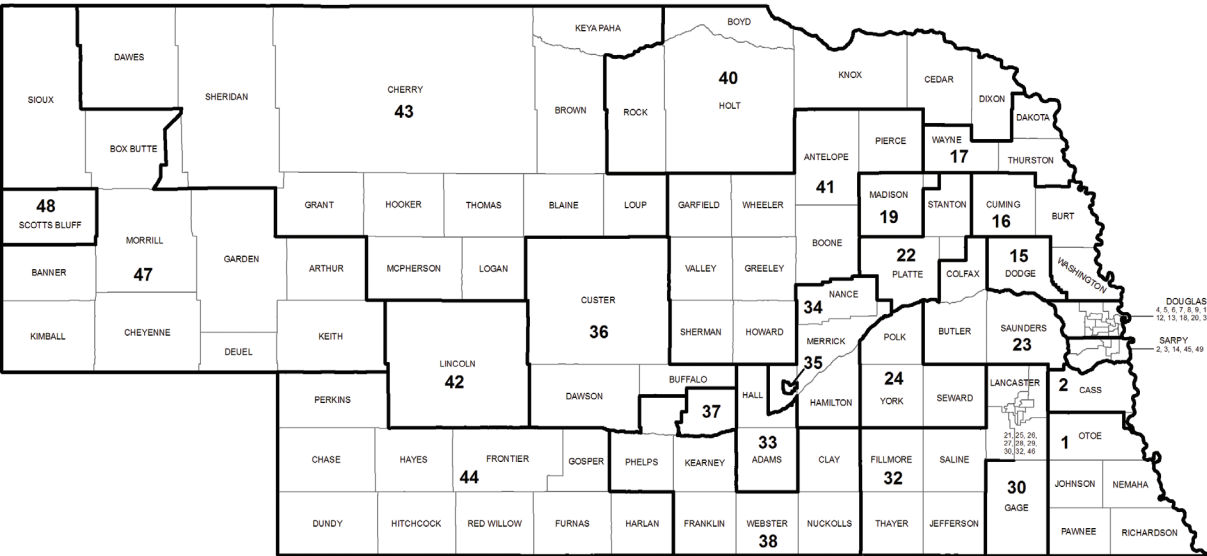 BOYD
KEYA PAHA
DAWES
SIOUX
SHERIDAN
CHERRY
43
BROWN
ROCK
40
HOLT
KNOX
CEDAR
DIXON
DAKOTA
BOX BUTTE
ANTELOPE
41
PIERCE
WAYNE
17
THURSTON
48
SCOTTS BLUFF
GRANT
HOOKER
THOMAS
BLAINE
LOUP
GARFIELD
WHEELER
MADISON
19
STANTON
CUMING
16
BURT
MORRILL
47
GARDEN
BANNER
ARTHUR
MCPHERSON
LOGAN
CUSTER
36
VALLEY
GREELEY
BOONE
22
PLATTE
COLFAX
15
DODGE
WASHINGTON
KIMBALL
CHEYENNE
DEUEL
KEITH
LINCOLN
42
SHERMAN
HOWARD
34
NANCE
MERRICK
35
POLK
BUTLER
SAUNDERS
23
DOUGLAS
4, 5, 6, 7, 8, 9, 1
12, 13, 18, 20, 3
SARPY
2, 3, 14, 45, 49
PERKINS
DAWSON
BUFFALO
37
HALL
HAMILTON
24
YORK
SEWARD
LANCASTER
2
CASS
21, 25, 26,
27, 28, 29,
30, 32, 46
1
OTOE
CHASE
HAYES
FRONTIER
44
GOSPER
PHELPS
KEARNEY
33
ADAMS
CLAY
FILLMORE
32
SALINE
30
GAGE
JOHNSON
NEMAHA
DUNDY
HITCHCOCK
RED WILLOW
FURNAS
HARLAN
FRANKLIN
WEBSTER
38
NUCKOLLS
THAYER
JEFFERSON
PAWNEE
RICHARDSON